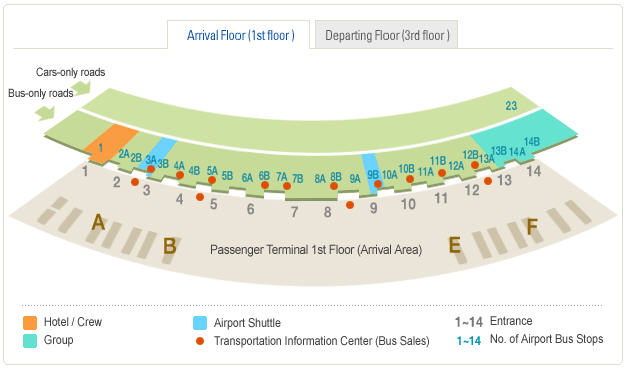 Arrival Floor (1st floor )
Departing Floor (3rd floor )
Cars-only roads
Bus-only roads
23
1
2A
2B
3A
3B
4A
4B
5A
5B
6A
6B
7A
7B
8A
8B
9A
9B
10A
10B
11A
11B
12A
12B
13A
13B
14A
14B
1
2
3
4
5
6
7
8
9
10
11
12
13
14
A
B
E
F
Passenger Terminal 1st Floor (Arrival Area)
Hotel / Crew
Airport Shuttle
1~14 Entrance
Group
Transportation Information Center (Bus Sales)
1~14 No. of Airport Bus Stops